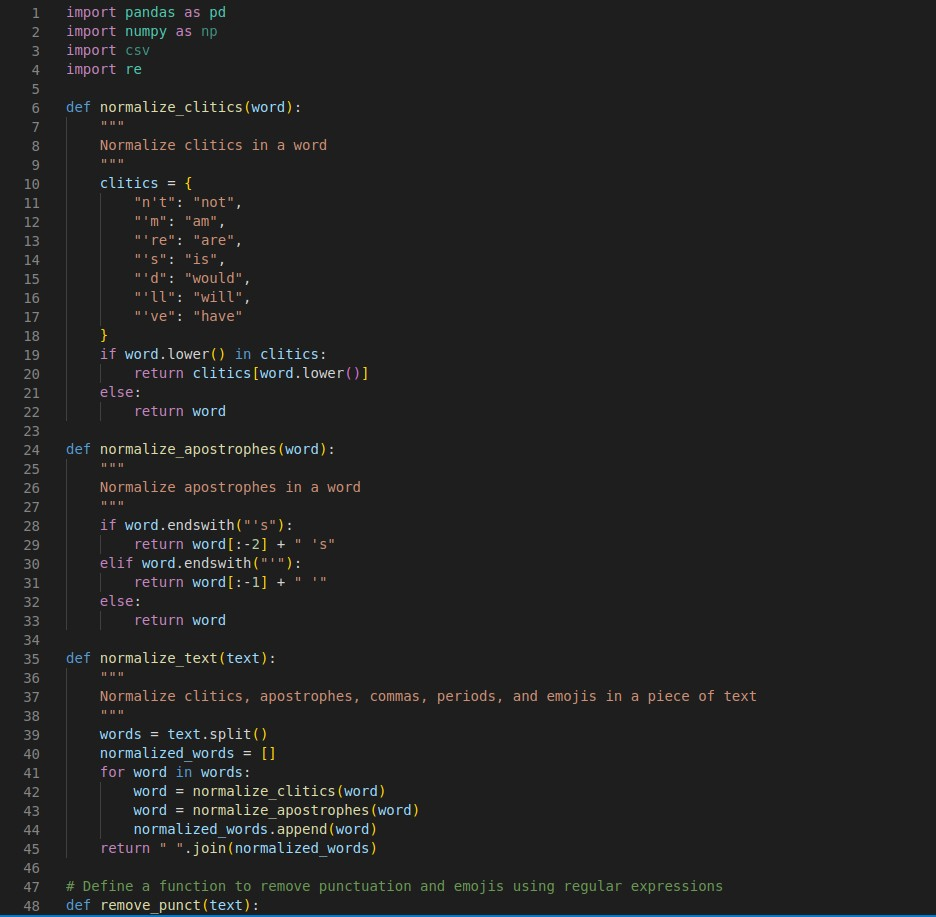 1 import pandas as pd
2 import numpy as np
3 import csv
4 import re
5
6 def normalize_clitics(word):
7     """
8     Normalize clitics in a word
9     """
10     clitics = {
11         "n't": "not",
12         "'m": "am",
13         "'re": "are",
14         "'s": "is",
15         "'d": "would",
16         "'ll": "will",
17         "'ve": "have"
18     }
19     if word.lower() in clitics:
20         return clitics[word.lower()]
21     else:
22         return word
23
24 def normalize_apostrophes(word):
25     """
26     Normalize apostrophes in a word
27     """
28     if word.endswith("'s"):
29         return word[:-2] + " 's"
30     elif word.endswith("'"):
31         return word[:-1] + " '"
32     else:
33         return word
34
35 def normalize_text(text):
36     """
37     Normalize clitics, apostrophes, commas, periods, and emojis in a piece of text
38     """
39     words = text.split()
40     normalized_words = []
41     for word in words:
42         word = normalize_clitics(word)
43         word = normalize_apostrophes(word)
44         normalized_words.append(word)
45     return " ".join(normalized_words)
46
47 # Define a function to remove punctuation and emojis using regular expressions
48 def remove_punct(text):